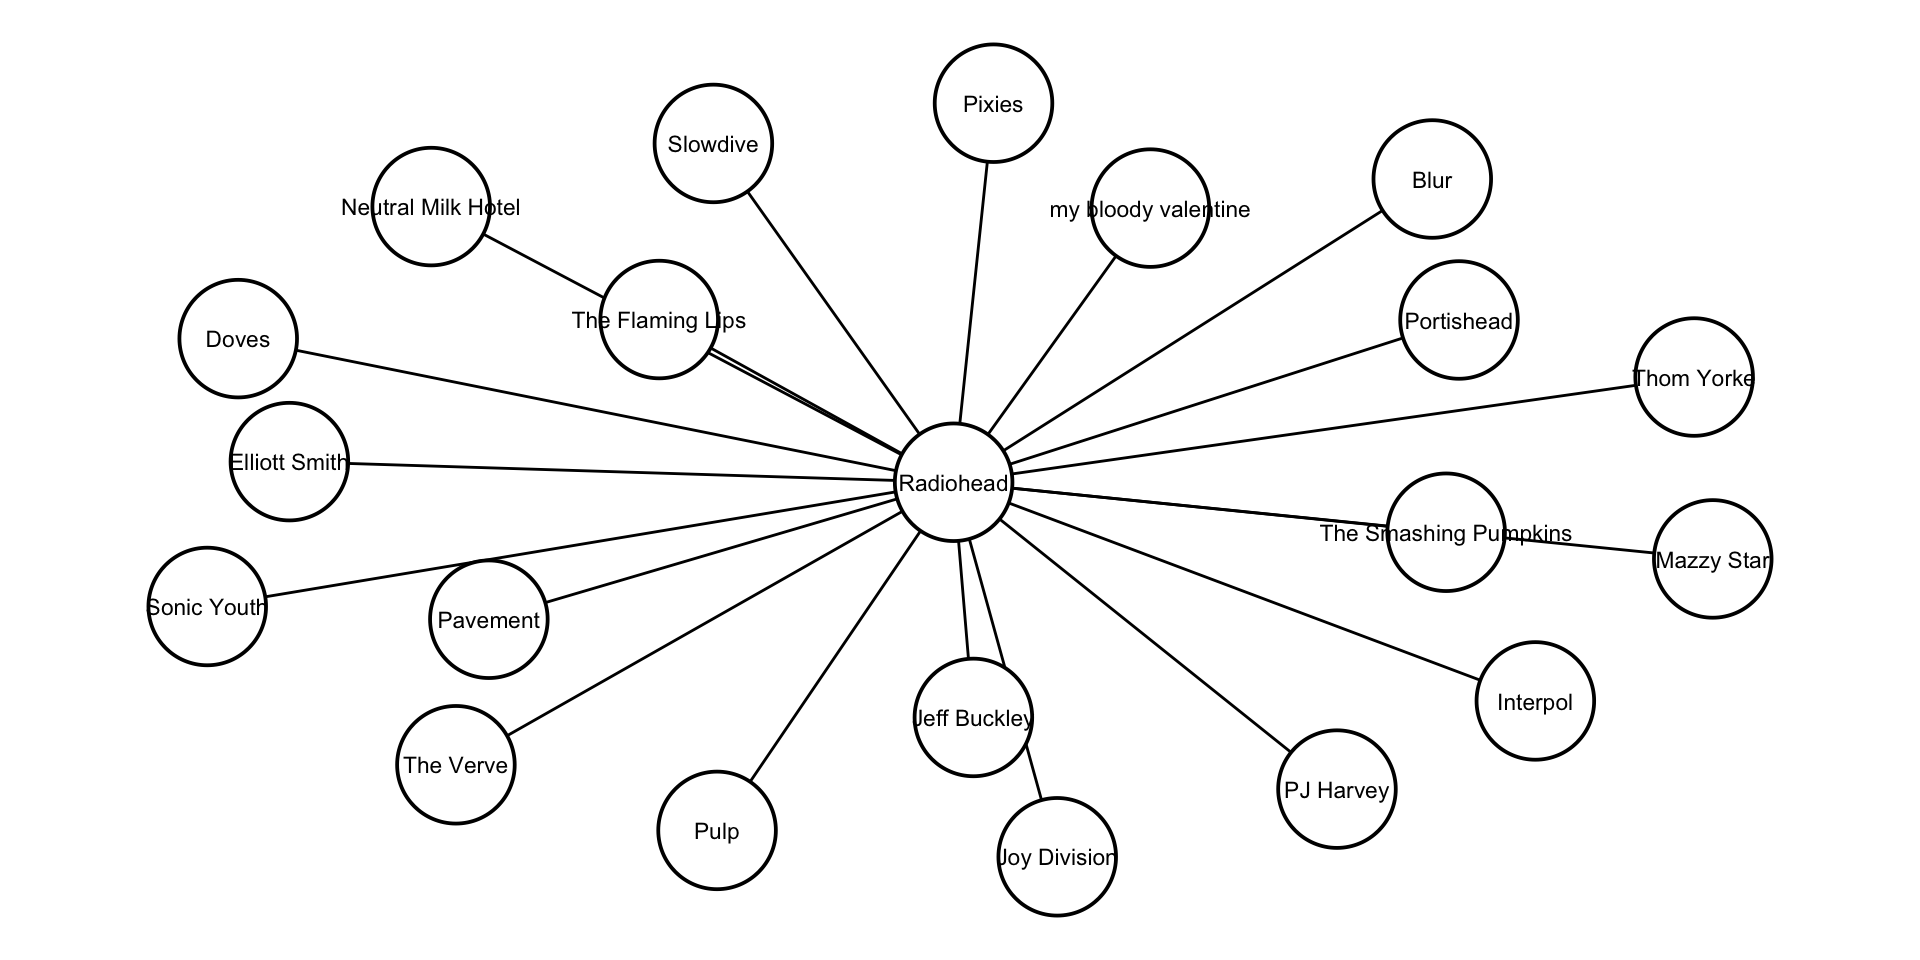 Pixies
Slowdive
Blur
Neutral Milk Hotel
my bloody valentine
The Flaming Lips
Portishead
Doves
Thom Yorke
Elliott Smith
Radiohead
The Smashing Pumpkins
Mazzy Star
Sonic Youth
Pavement
Interpol
Jeff Buckley
The Verve
PJ Harvey
Pulp
Joy Division